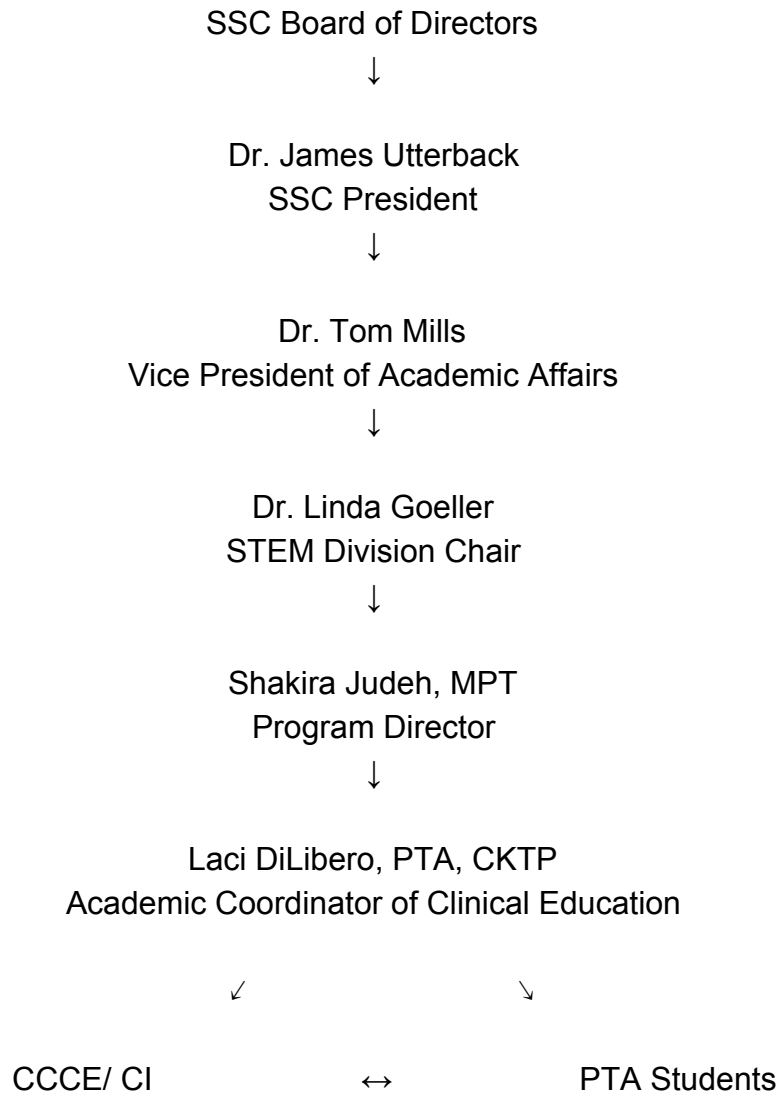 SSC Board of Directors
↓
Dr. James Utterback
SSC President
↓
Dr. Tom Mills
Vice President of Academic Affairs
↓
Dr. Linda Goeller
STEM Division Chair
↓
Shakira Judeh, MPT
Program Director
↓
Laci DiLibero, PTA, CKTP
Academic Coordinator of Clinical Education
↙ ↘
CCCE/ CI ↔ PTA Students